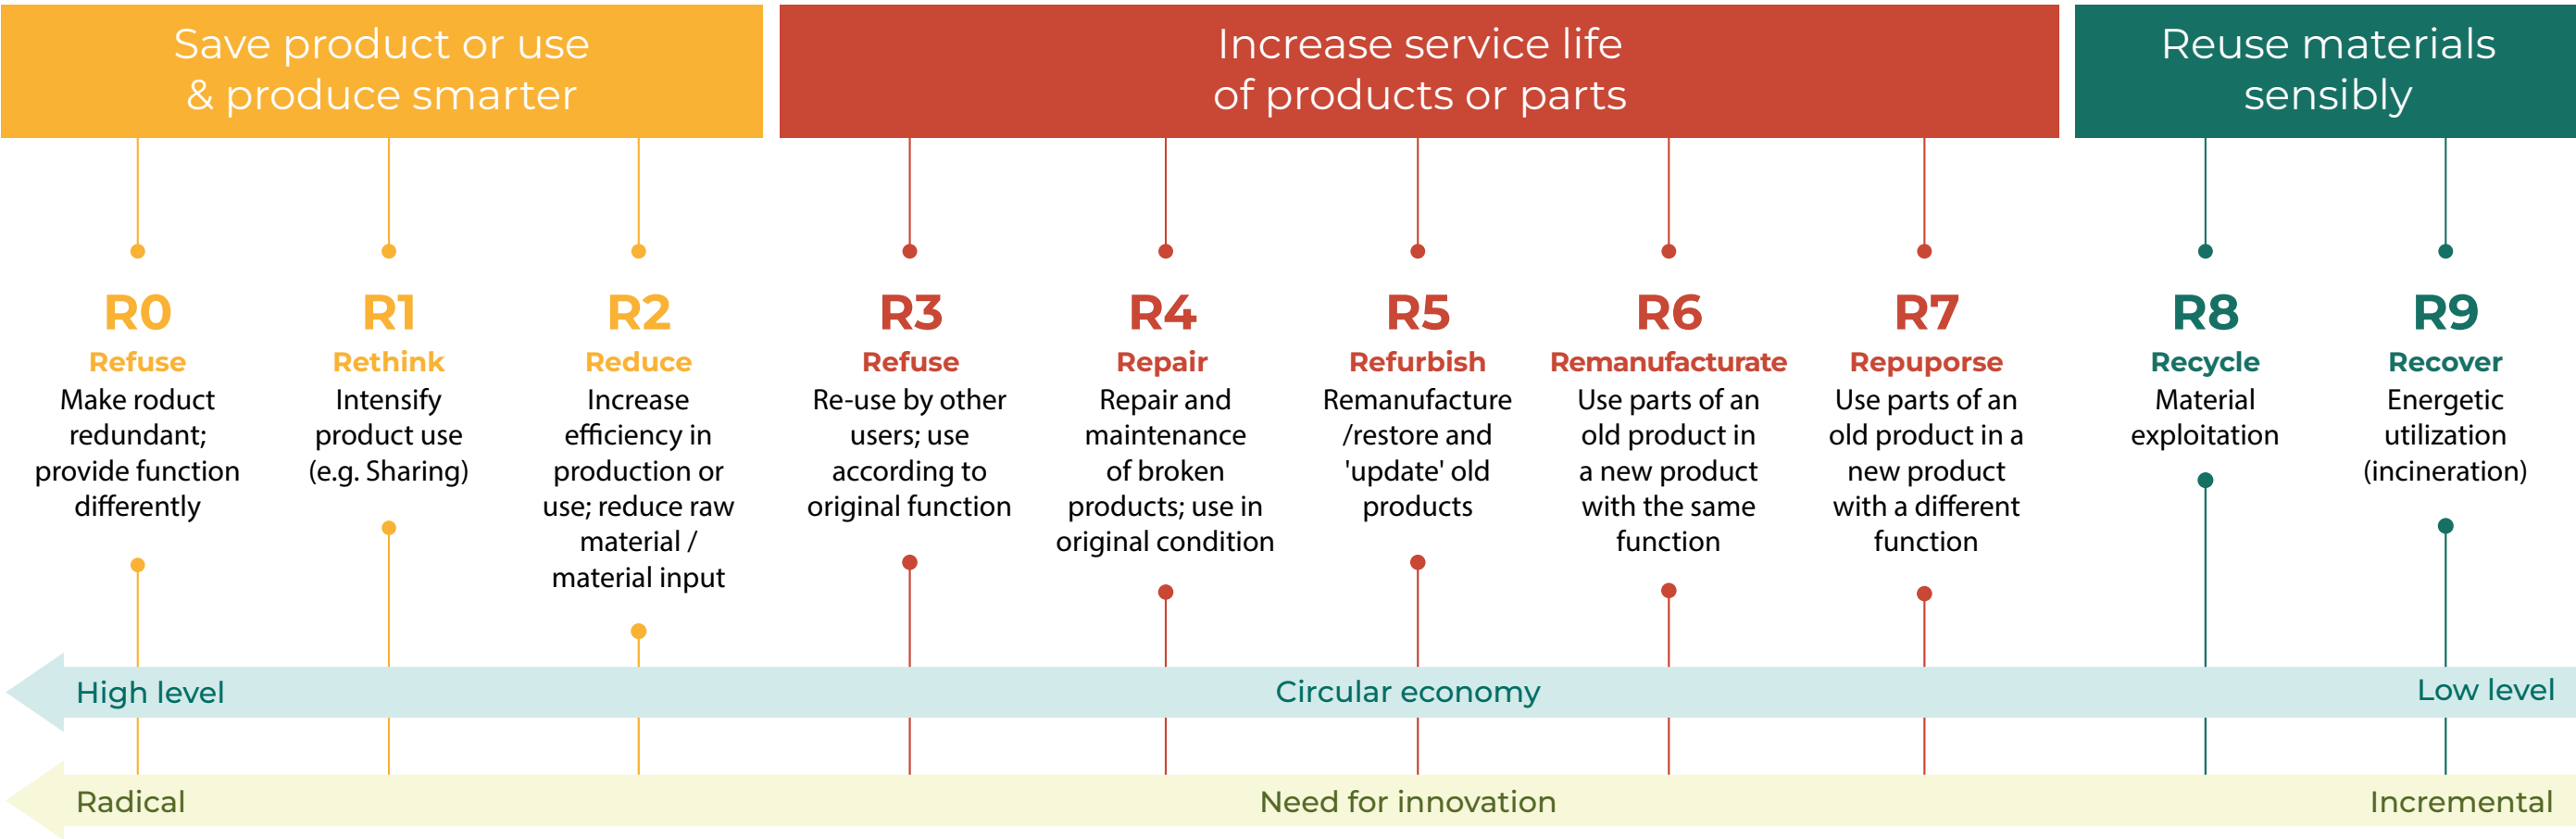 Save product or use
& produce smarter
Increase service life
of products or parts
Reuse materials
sensibly
R0
Refuse
Make roduct
redundant;
provide function
differently
R1
Rethink
Intensify
product use
(e.g. Sharing)
R2
Reduce
Increase
efficiency in
production or
use; reduce raw
material /
material input
R3
Refuse
Re-use by other
users; use
according to
original function
R4
Repair
Repair and
maintenance
of broken
products; use in
original condition
R5
Refurbish
Remanufacture
/restore and
'update' old
products
R6
Remanufacturate
Use parts of an
old product in
a new product
with the same
function
R7
Repuporse
Use parts of an
old product in a
new product
with a different
function
R8
Recycle
Material
exploitation
R9
Recover
Energetic
utilization
(incineration)
High level
Circular economy
Low level
Radical
Need for innovation
Incremental